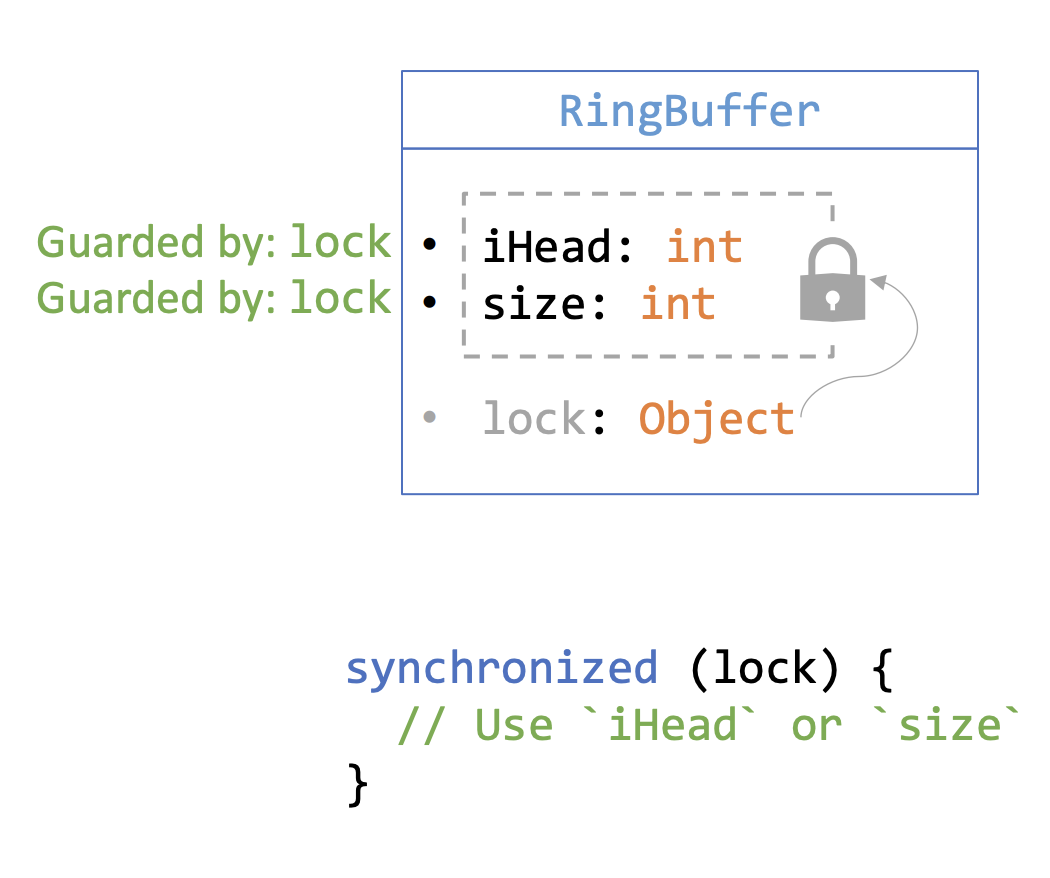 RingBuffer
Guarded by: lock • iHead: int
Guarded by: lock • size: int
• lock: Object
synchronized (lock) {
// Use `iHead` or `size`
}